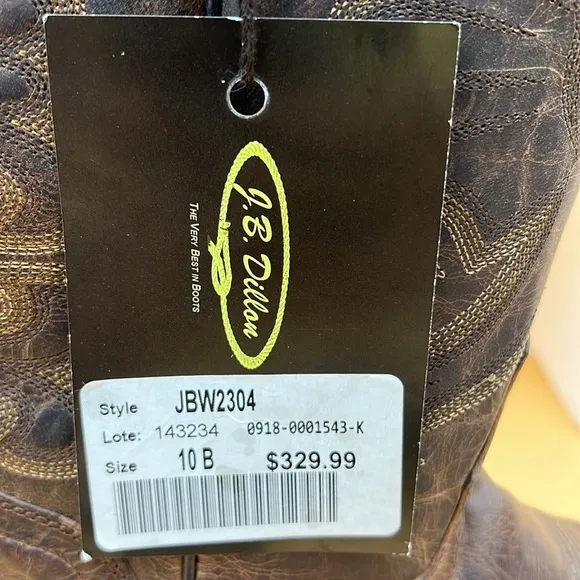 J.B. Dillon
THE VERY BEST IN BOOTS
Style JBW2304
Lote: 143234 0918-0001543-K
Size 10 B $329.99